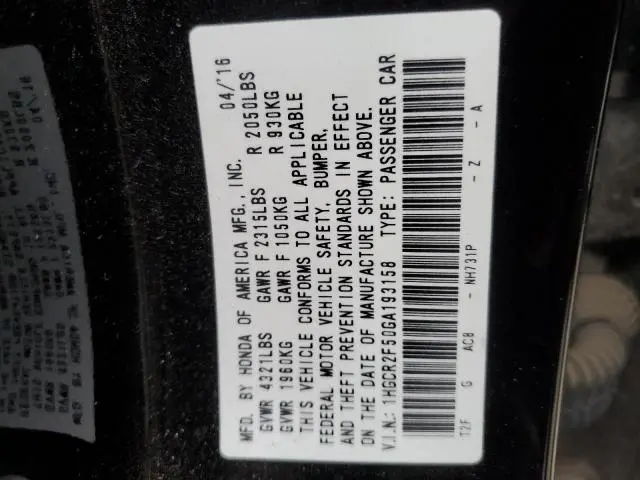 MFD. BY HONDA OF AMERICA MFG., INC. 04/'16
GVWR 4321LBS GAWR F 2315LBS R 2050LBS
GVWR 1960KG GAWR F 1050KG R 930KG
THIS VEHICLE CONFORMS TO ALL APPLICABLE
FEDERAL MOTOR VEHICLE SAFETY, BUMPER,
AND THEFT PREVENTION STANDARDS IN EFFECT
ON THE DATE OF MANUFACTURE SHOWN ABOVE.
V.I.N.: 1HGCR2F50GA193158 TYPE: PASSENGER CAR
T2F G AC8 - NH731P - Z - A